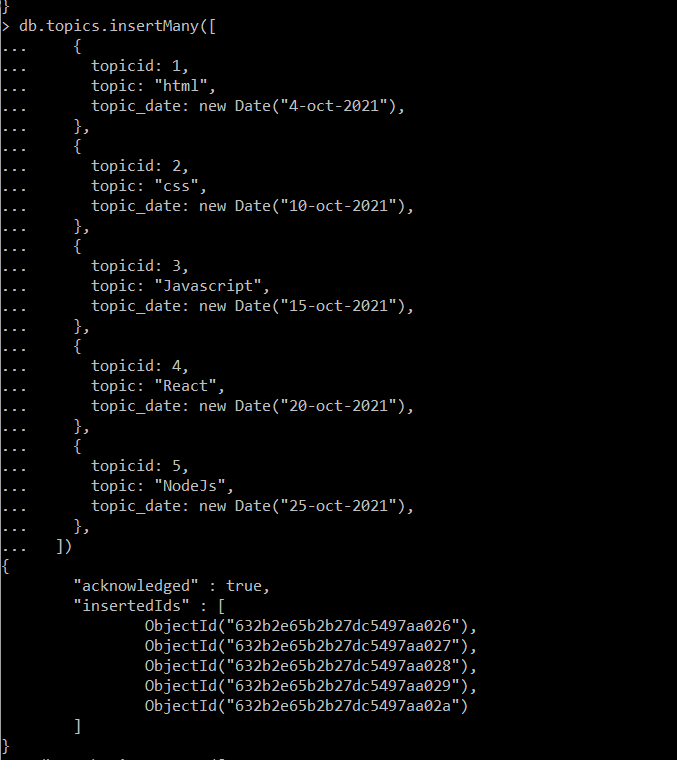 }
> db.topics.insertMany([
...     {
...       topicid: 1,
...       topic: "html",
...       topic_date: new Date("4-oct-2021"),
...     },
...     {
...       topicid: 2,
...       topic: "css",
...       topic_date: new Date("10-oct-2021"),
...     },
...     {
...       topicid: 3,
...       topic: "Javascript",
...       topic_date: new Date("15-oct-2021"),
...     },
...     {
...       topicid: 4,
...       topic: "React",
...       topic_date: new Date("20-oct-2021"),
...     },
...     {
...       topicid: 5,
...       topic: "NodeJs",
...       topic_date: new Date("25-oct-2021"),
...     },
...   ])
{
        "acknowledged" : true,
        "insertedIds" : [
                ObjectId("632b2e65b2b27dc5497aa026"),
                ObjectId("632b2e65b2b27dc5497aa027"),
                ObjectId("632b2e65b2b27dc5497aa028"),
                ObjectId("632b2e65b2b27dc5497aa029"),
                ObjectId("632b2e65b2b27dc5497aa02a")
        ]
}